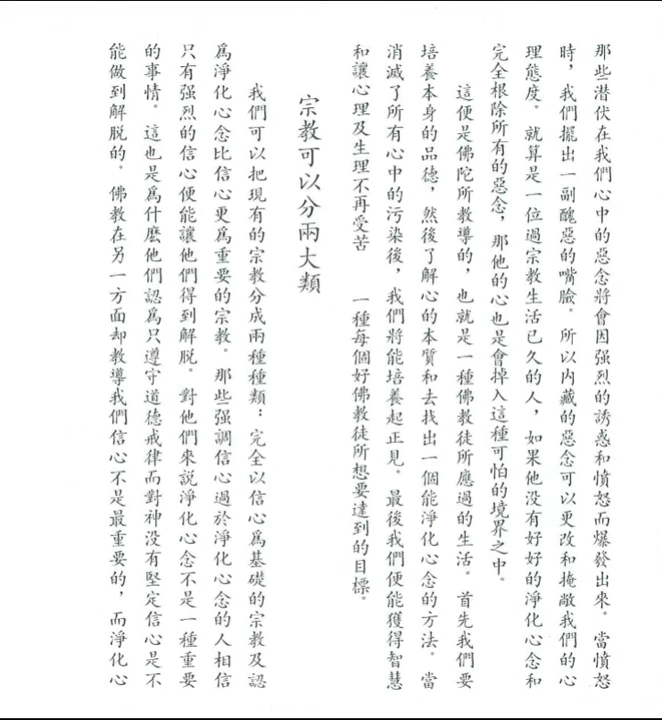 那些潛伏在我們心中的惡念將會因强烈的誘惑和憤怒而爆發出來。當憤怒
時，我們擺出一副醜惡的嘴臉。所以内藏的惡念可以更改和掩敝我們的心
理態度。就算是一位過宗教生活已久的人，如果他没有好好的淨化心念和
完全根除所有的惡念，那他的心也是會掉入這種可怕的境界之中。
這便是佛陀所教導的，也就是一種佛教徒所應過的生活。首先我們要
培養本身的品德，然後了解心的本質和去找出一個能淨化心念的方法。當
消滅了所有心中的污染後，我們將能培養起正見。最後我們便能獲得智慧
和讓心理及生理不再受苦　一種每個好佛教徒所想要達到的目標。
宗教可以分兩大類
我們可以把現有的宗教分成兩種種類：完全以信心爲基礎的宗教及認
爲淨化心念比信心更爲重要的宗教。那些强調信心過於淨化心念的人相信
只有强烈的信心便能讓他們得到解脱。對他們來説淨化心念不是一種重要
的事情。這也是爲什麽他們認爲只遵守道德戒律而對神没有堅定信心是不
能做到解脱的。佛教在另一方面却教導我們信心不是最重要的，而淨化心